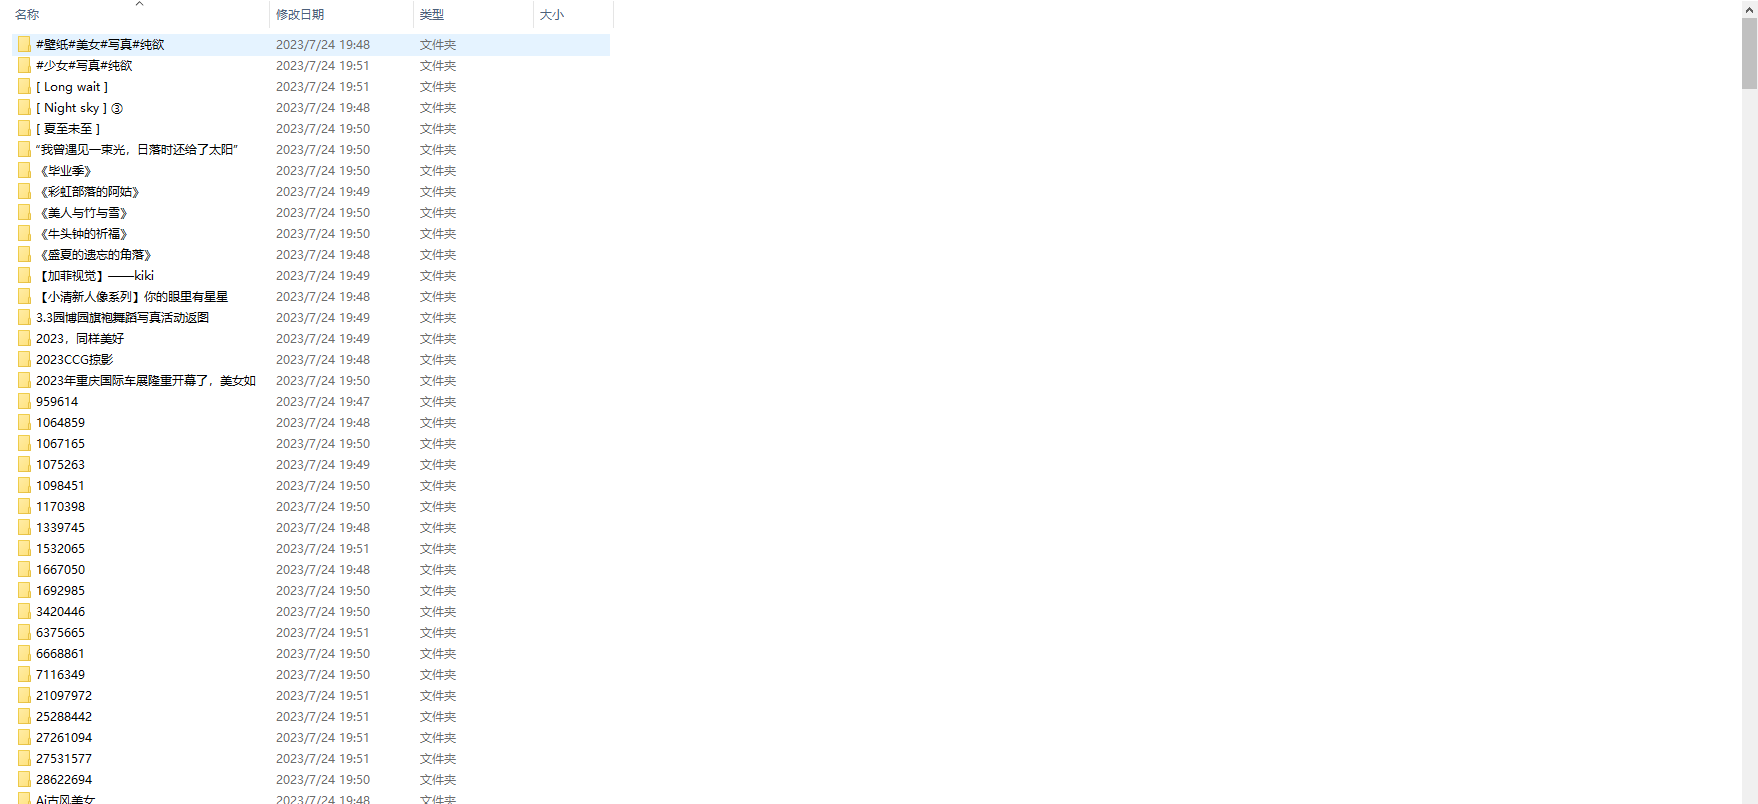 名称 修改日期 类型 大小
#壁纸#美女#写真#纯欲 2023/7/24 19:48 文件夹
#少女#写真#纯欲 2023/7/24 19:51 文件夹
[ Long wait ] 2023/7/24 19:51 文件夹
[ Night sky ] ③ 2023/7/24 19:48 文件夹
[ 夏至未至 ] 2023/7/24 19:50 文件夹
“我曾遇见一束光，日落时还给了太阳” 2023/7/24 19:50 文件夹
《毕业季》 2023/7/24 19:50 文件夹
《彩虹部落的阿姑》 2023/7/24 19:49 文件夹
《美人与竹与雪》 2023/7/24 19:50 文件夹
《牛头钟的祈福》 2023/7/24 19:50 文件夹
《盛夏的遗忘的角落》 2023/7/24 19:48 文件夹
【加菲视觉】——kiki 2023/7/24 19:49 文件夹
【小清新人像系列】你的眼里有星星 2023/7/24 19:48 文件夹
3.3园博园旗袍舞蹈写真活动返图 2023/7/24 19:49 文件夹
2023，同样美好 2023/7/24 19:49 文件夹
2023CCG掠影 2023/7/24 19:48 文件夹
2023年重庆国际车展隆重开幕了，美女如 2023/7/24 19:50 文件夹
959614 2023/7/24 19:47 文件夹
1064859 2023/7/24 19:48 文件夹
1067165 2023/7/24 19:50 文件夹
1075263 2023/7/24 19:49 文件夹
1098451 2023/7/24 19:50 文件夹
1170398 2023/7/24 19:50 文件夹
1339745 2023/7/24 19:48 文件夹
1532065 2023/7/24 19:51 文件夹
1667050 2023/7/24 19:48 文件夹
1692985 2023/7/24 19:50 文件夹
3420446 2023/7/24 19:50 文件夹
6375665 2023/7/24 19:51 文件夹
6668861 2023/7/24 19:50 文件夹
7116349 2023/7/24 19:50 文件夹
21097972 2023/7/24 19:51 文件夹
25288442 2023/7/24 19:51 文件夹
27261094 2023/7/24 19:51 文件夹
27531577 2023/7/24 19:51 文件夹
28622694 2023/7/24 19:50 文件夹
Ai古风美女 2023/7/24 19:48 文件夹